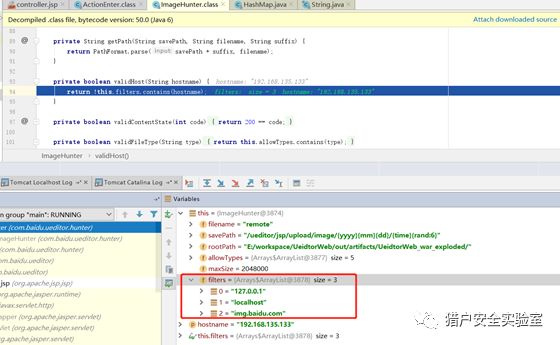 controller.jsp ActionEnter.class ImageHunter.class HashMap.java String.java
Decompiled .class file, bytecode version: 50.0 (Java 6) Attach downloaded source
88
89 @ private String getPath(String savePath, String filename, String suffix) {
90 return PathFormat.parse( input: savePath + suffix, filename);
91 }
92
93 private boolean validHost(String hostname) { hostname: "192.168.135.133"
94 return !this.filters.contains(hostname); filters: size = 3 hostname: "192.168.135.133"
95 }
96
97 @ private boolean validContentState(int code) { return 200 == code; }
100
101 private boolean validFileType(String type) { return this.allowTypes.contains(type); }
ImageHunter › validHost()
Tomcat Localhost Log Tomcat Catalina Log
n group "main": RUNNING
Variables
this = {ImageHunter@3874}
ter (com.baidu.ueditor.hunter)
filename = "remote"
ageHunter (com.baidu.ueditor.hunter)
savePath = "/ueditor/jsp/upload/image/{yyyy}{mm}{dd}/{time}{rand:6}"
(com.baidu.ueditor.hunter)
rootPath = "E:/workspace/UeidtorWeb/out/artifacts/UeidtorWeb_war_exploded/"
com.baidu.ueditor)
allowTypes = {Arrays$ArrayList@3877} size = 5
om.baidu.ueditor)
maxSize = 2048000
jsp (org.apache.jsp.jsp)
filters = {Arrays$ArrayList@3878} size = 3
apache.jasper.runtime)
0 = "127.0.0.1"
javax.servlet.http)
1 = "localhost"
pper (org.apache.jasper.servlet)
2 = "img.baidu.com"
rg.apache.jasper.servlet)
hostname = "192.168.135.133"
apache.jasper.servlet)
this.filters = {Arrays$ArrayList@3878} size = 3
猎户安全实验室